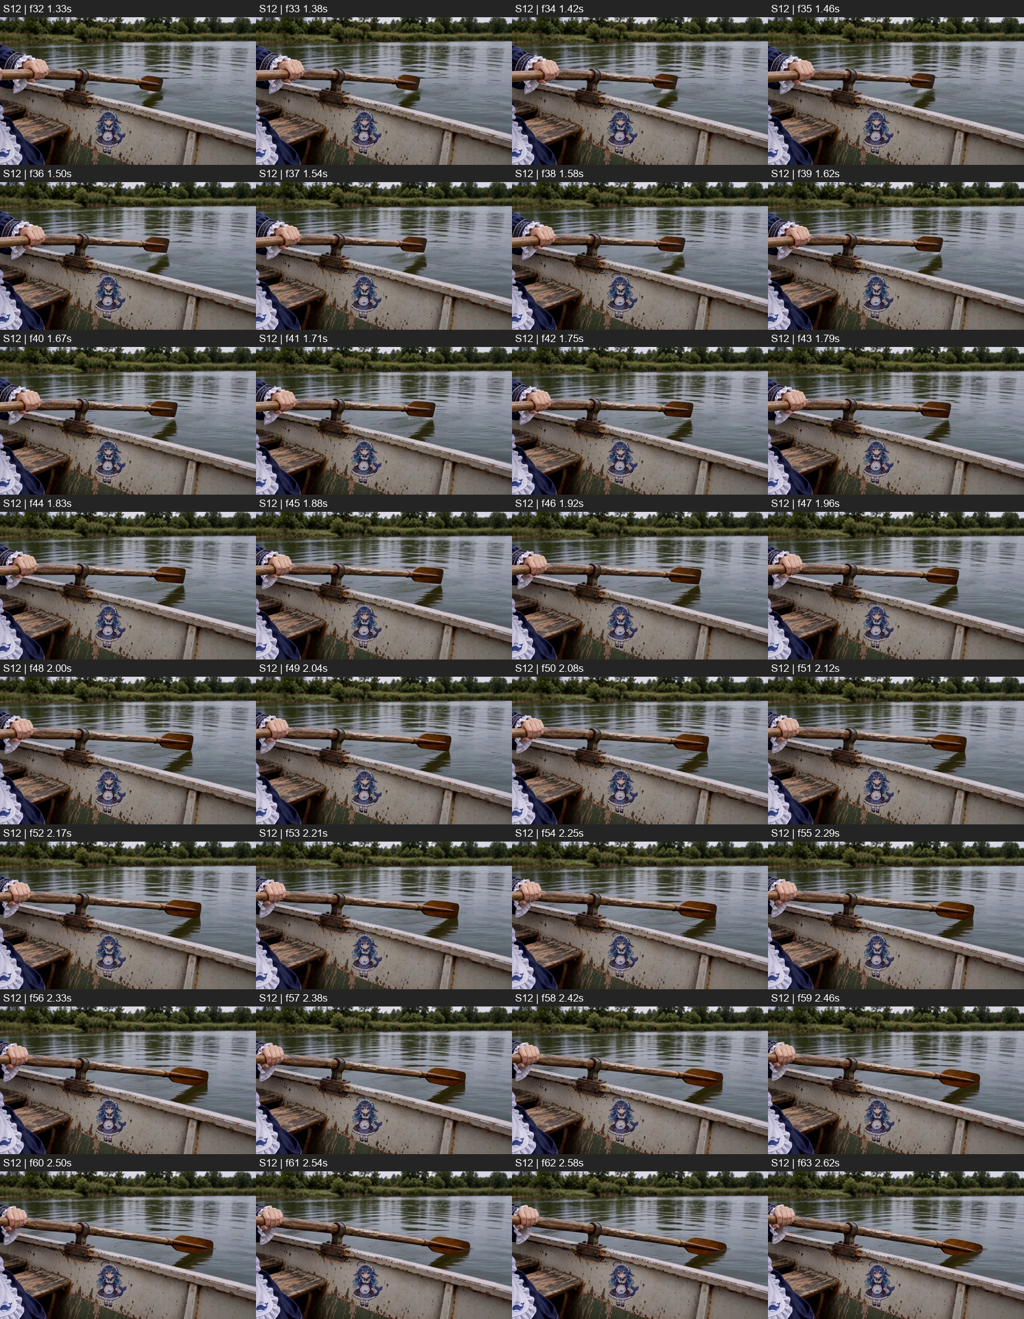 S12 | f32 1.33s
S12 | f33 1.38s
S12 | f34 1.42s
S12 | f35 1.46s
S12 | f36 1.50s
S12 | f37 1.54s
S12 | f38 1.58s
S12 | f39 1.62s
S12 | f40 1.67s
S12 | f41 1.71s
S12 | f42 1.75s
S12 | f43 1.79s
S12 | f44 1.83s
S12 | f45 1.88s
S12 | f46 1.92s
S12 | f47 1.96s
S12 | f48 2.00s
S12 | f49 2.04s
S12 | f50 2.08s
S12 | f51 2.12s
S12 | f52 2.17s
S12 | f53 2.21s
S12 | f54 2.25s
S12 | f55 2.29s
S12 | f56 2.33s
S12 | f57 2.38s
S12 | f58 2.42s
S12 | f59 2.46s
S12 | f60 2.50s
S12 | f61 2.54s
S12 | f62 2.58s
S12 | f63 2.62s